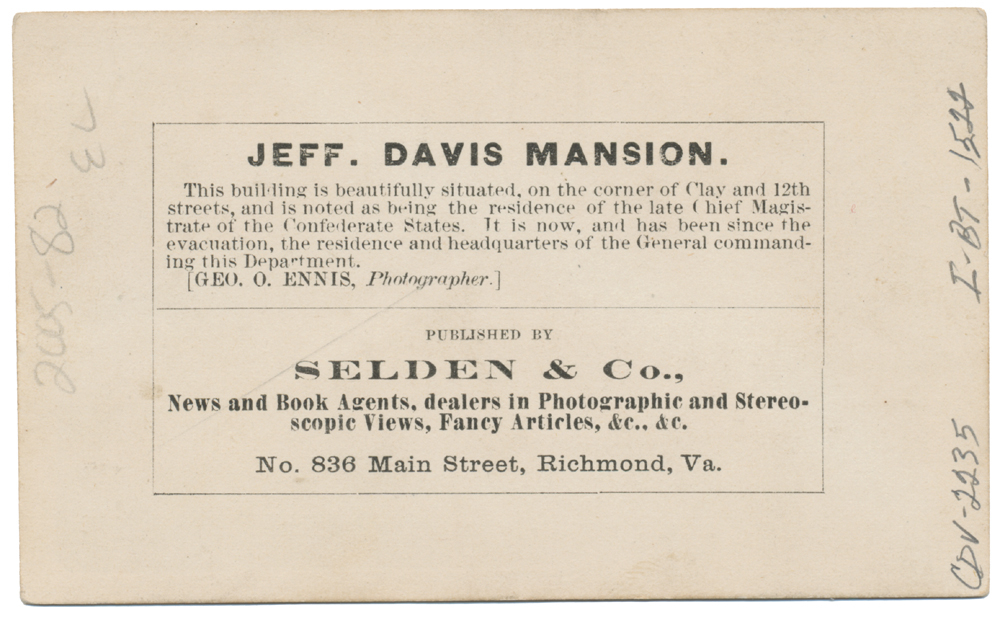 JEFF. DAVIS MANSION.
This building is beautifully situated, on the corner of Clay and 12th
streets, and is noted as being the residence of the late Chief Magis-
trate of the Confederate States. It is now, and has been since the
evacuation, the residence and headquarters of the General command-
ing this Department.
[GEO. O. ENNIS, Photographer.]
PUBLISHED BY
SELDEN & Co.,
News and Book Agents, dealers in Photographic and Stereo-
scopic Views, Fancy Articles, &c., &c.
No. 836 Main Street, Richmond, Va.
CDV-2235
I-BT-1522